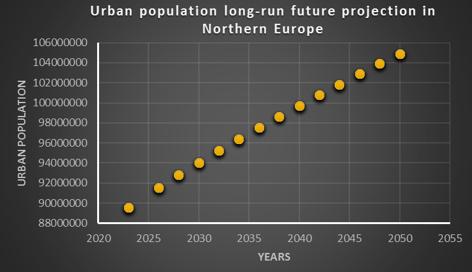 Urban population long-run future projection in
Northern Europe
106000000
104000000
102000000
100000000
98000000
96000000
94000000
92000000
90000000
88000000
URBAN POPULATION
2020 2025 2030 2035 2040 2045 2050 2055
YEARS